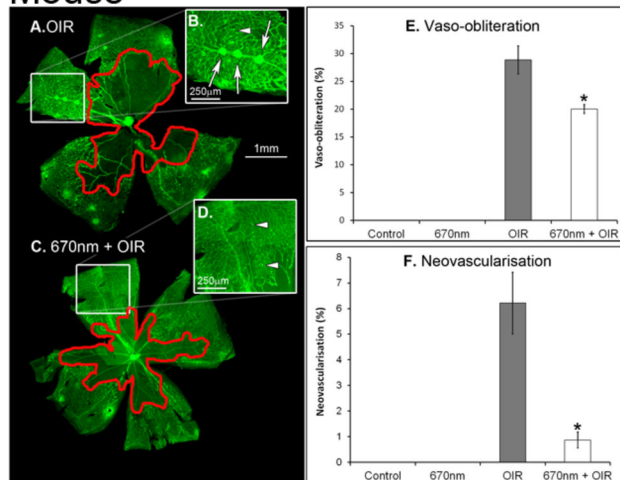 Mouse
A.OIR
B.
250µm
1mm
D.
250µm
C. 670nm + OIR
E. Vaso-obliteration
Vaso-obliteration (%)
35
30
25
20
15
10
5
0
*
Control 670nm OIR 670nm + OIR
F. Neovascularisation
Neovascularisation (%)
8
7
6
5
4
3
2
1
0
*
Control 670nm OIR 670nm + OIR